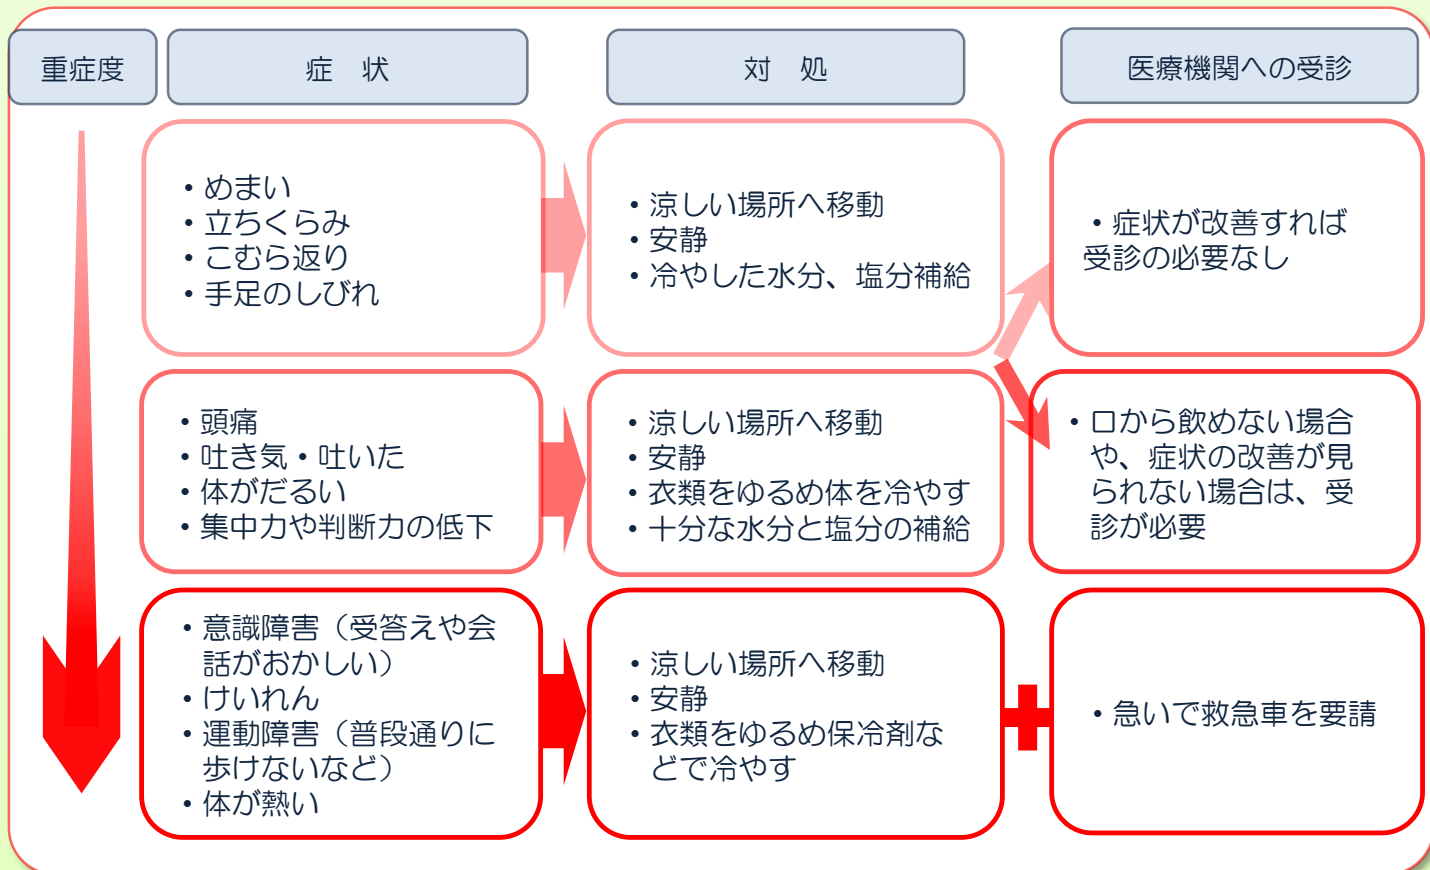 重症度
症　状
対　処
医療機関への受診
・めまい
・立ちくらみ
・こむら返り
・手足のしびれ
・涼しい場所へ移動
・安静
・冷やした水分、塩分補給
・症状が改善すれば
受診の必要なし
・頭痛
・吐き気・吐いた
・体がだるい
・集中力や判断力の低下
・涼しい場所へ移動
・安静
・衣類をゆるめ体を冷やす
・十分な水分と塩分の補給
・口から飲めない場合
や、症状の改善が見
られない場合は、受
診が必要
・意識障害（受答えや会
話がおかしい）
・けいれん
・運動障害（普段通りに
歩けないなど）
・体が熱い
・涼しい場所へ移動
・安静
・衣類をゆるめ保冷剤な
どで冷やす
・急いで救急車を要請